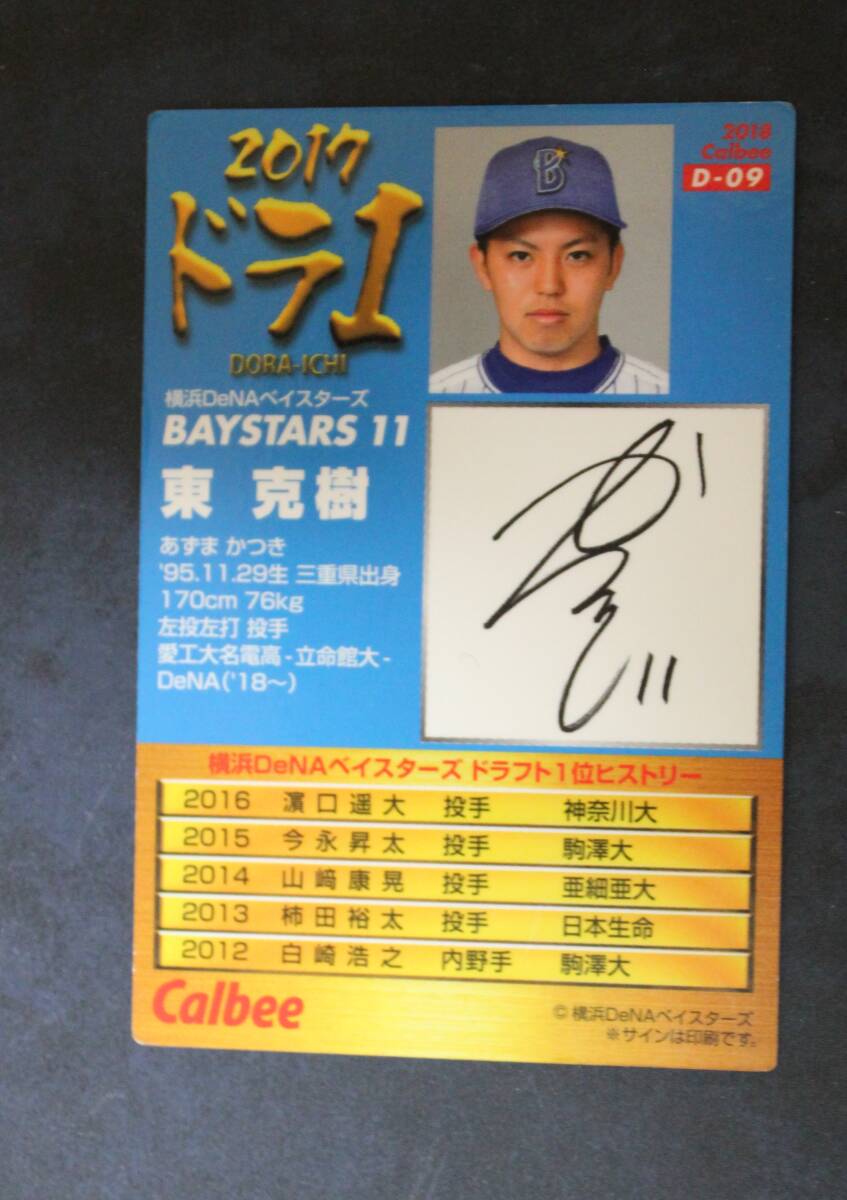 2017
ドラ1
DORA-ICHI
2018
Calbee
D-09
B
横浜DeNAベイスターズ
BAYSTARS 11
東 克樹
あずま かつき
'95.11.29生 三重県出身
170cm 76kg
左投左打 投手
愛工大名電高-立命館大-
DeNA('18〜)
11
横浜DeNAベイスターズ ドラフト1位ヒストリー
2016 濵口遥大 投手 神奈川大
2015 今永昇太 投手 駒澤大
2014 山﨑康晃 投手 亜細亜大
2013 柿田裕太 投手 日本生命
2012 白崎浩之 内野手 駒澤大
Calbee
© 横浜DeNAベイスターズ
※サインは印刷です。